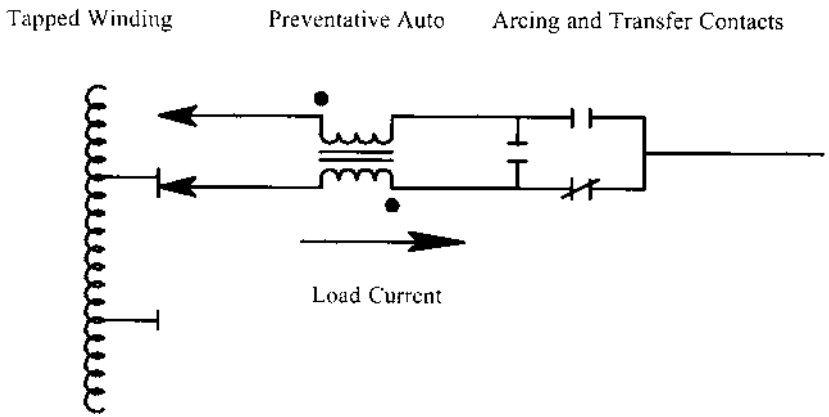 Tapped Winding
Preventative Auto
Arcing and Transfer Contacts
Load Current